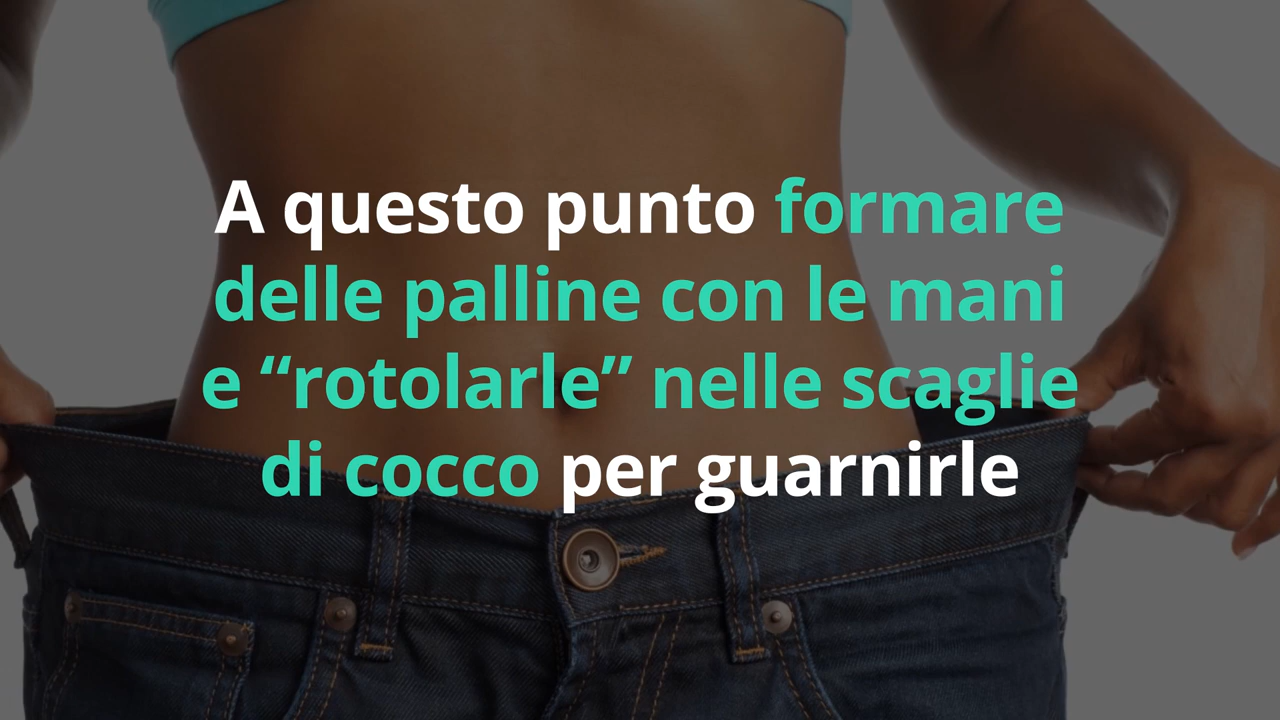 A questo punto formare
delle palline con le mani
e “rotolarle” nelle scaglie
di cocco per guarnirle